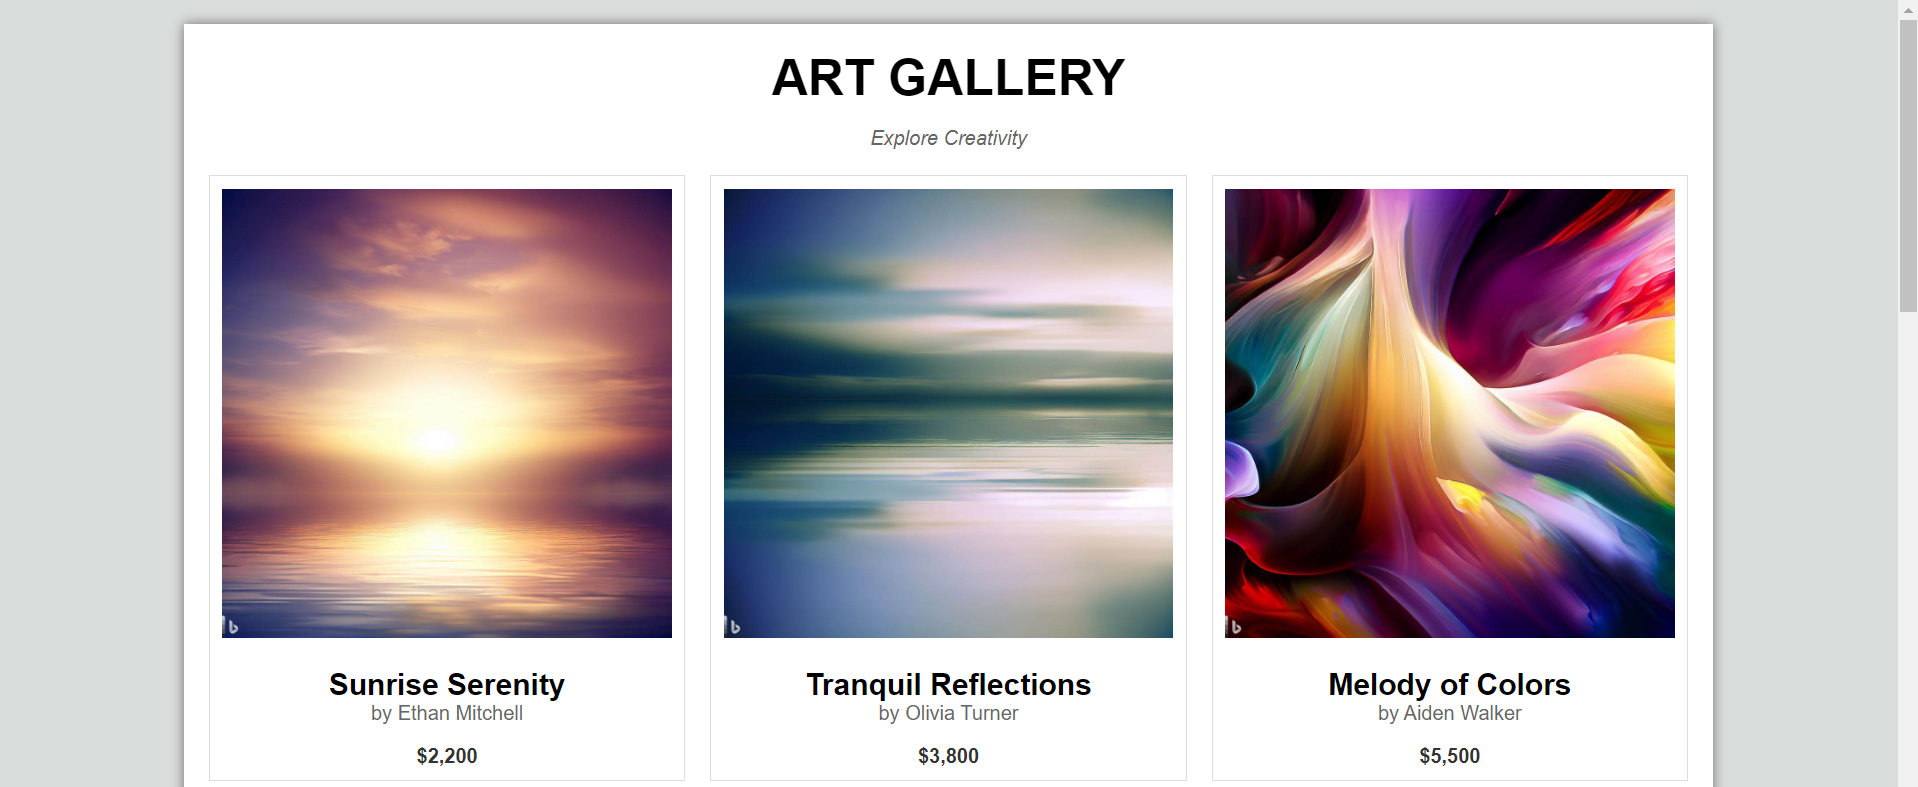 ART GALLERY
Explore Creativity
b
b
b
Sunrise Serenity
by Ethan Mitchell
$2,200
Tranquil Reflections
by Olivia Turner
$3,800
Melody of Colors
by Aiden Walker
$5,500